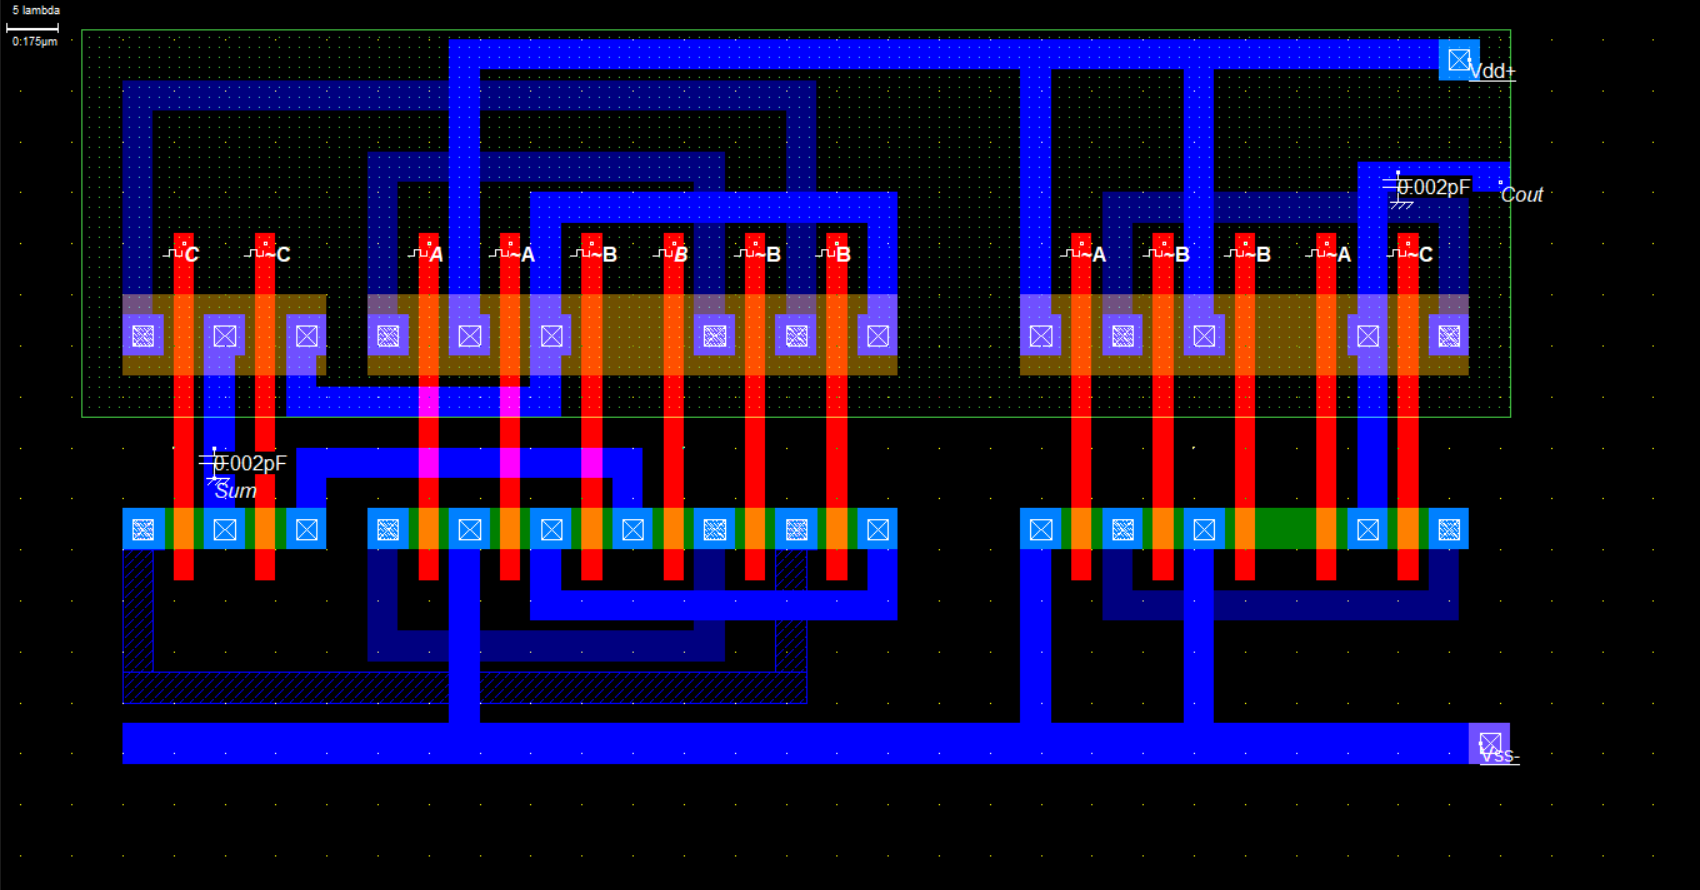 5 lambda
0.175µm
Vdd+
0.002pF
Cout
C
~C
A
~A
~B
B
~B
B
~A
~B
~B
~A
~C
0.002pF
Sum
Vss-